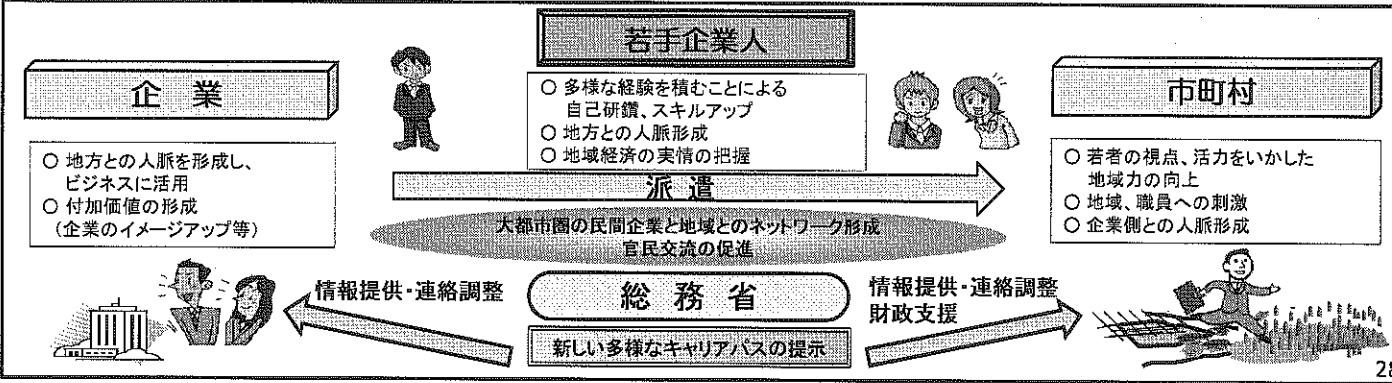 若手企業人
○ 多様な経験を積むことによる
自己研鑽、スキルアップ
○ 地方との人脈形成
○ 地域経済の実情の把握
企 業
○ 地方との人脈を形成し、
ビジネスに活用
○ 付加価値の形成
(企業のイメージアップ等)
市町村
○ 若者の視点、活力をいかした
地域力の向上
○ 地域、職員への刺激
○ 企業側との人脈形成
派 遣
大都市圏の民間企業と地域とのネットワーク形成
官民交流の促進
情報提供・連絡調整
総 務 省
新しい多様なキャリアパスの提示
情報提供・連絡調整
財政支援